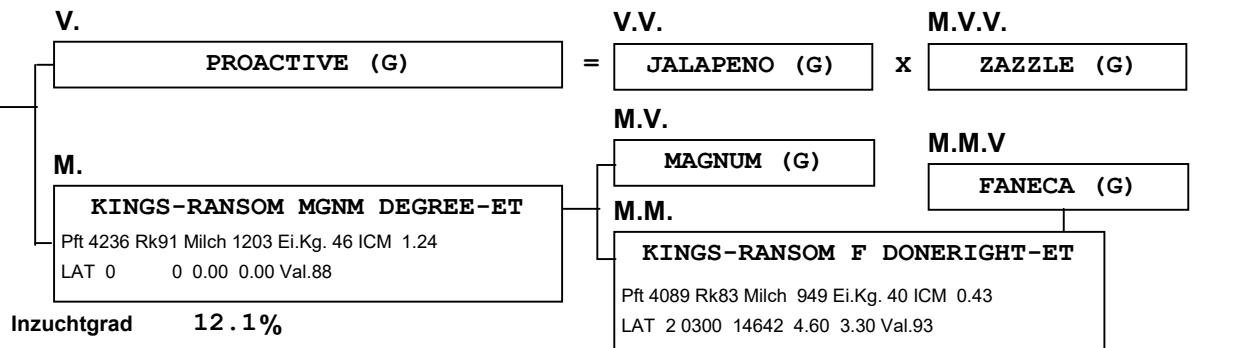 V.
V.V.
M.V.V.
PROACTIVE (G)
=
JALAPENO (G)
X
ZAZZLE (G)
M.V.
M.M.V
M.
MAGNUM (G)
FANECA (G)
KINGS-RANSOM MGNM DEGREE-ET
M.M.
Pft 4236 Rk91 Milch 1203 Ei.Kg. 46 ICM 1.24
KINGS-RANSOM F DONERIGHT-ET
LAT 0 0 0.00 0.00 Val.88
Pft 4089 Rk83 Milch 949 Ei.Kg. 40 ICM 0.43
Inzuchtgrad 12.1%
LAT 2 0300 14642 4.60 3.30 Val.93